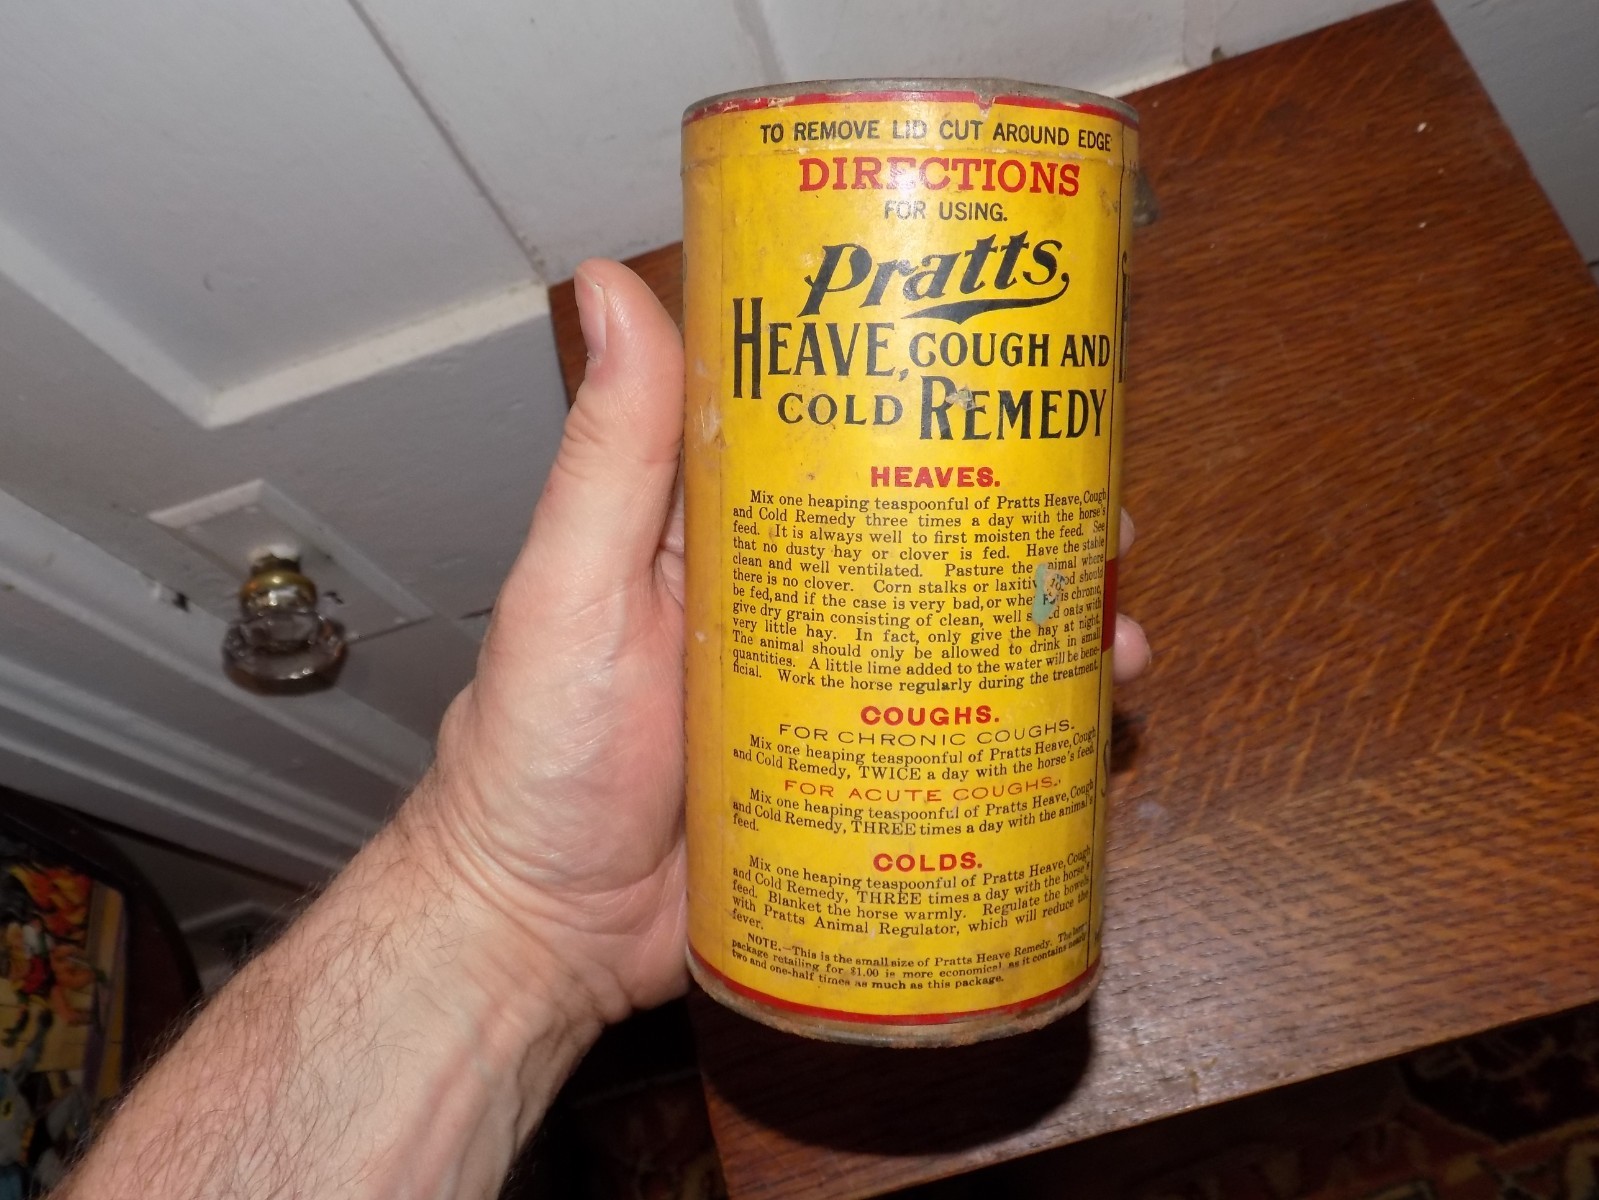 TO REMOVE LID CUT AROUND EDGE
DIRECTIONS
FOR USING.
Pratts
HEAVE, COUGH AND
COLD REMEDY
HEAVES.
Mix one heaping teaspoonful of Pratts Heave, Cough
and Cold Remedy three times a day with the horse's
feed. It is always well to first moisten the feed. See
that no dusty hay or clover is fed. Have the stable
clean and well ventilated. Pasture the animal where
there is no clover. Corn stalks or should
be fed, and if the case is very bad, or is chronic,
give dry grain consisting of clean, well oats with
very little hay. In fact, only give the hay at night.
The animal should only be allowed to drink in small
quantities. A little lime added to the water will be bene-
ficial. Work the horse regularly during the treatment.
COUGHS.
FOR CHRONIC COUGHS.
Mix one heaping teaspoonful of Pratts Heave, Cough
and Cold Remedy, TWICE a day with the horse's feed.
FOR ACUTE COUGHS.
Mix one heaping teaspoonful of Pratts Heave, Cough
and Cold Remedy, THREE times a day with the animal's
feed.
COLDS.
Mix one heaping teaspoonful of Pratts Heave, Cough
and Cold Remedy, THREE times a day with the horse's
feed. Blanket the horse warmly. Regulate the bowels
with Pratts Animal Regulator, which will reduce the
fever.
NOTE.—This is the small size of Pratts Heave Remedy. The
package retailing for $1.00 is more economical as it contains nearly
two and one-half times as much as this package.